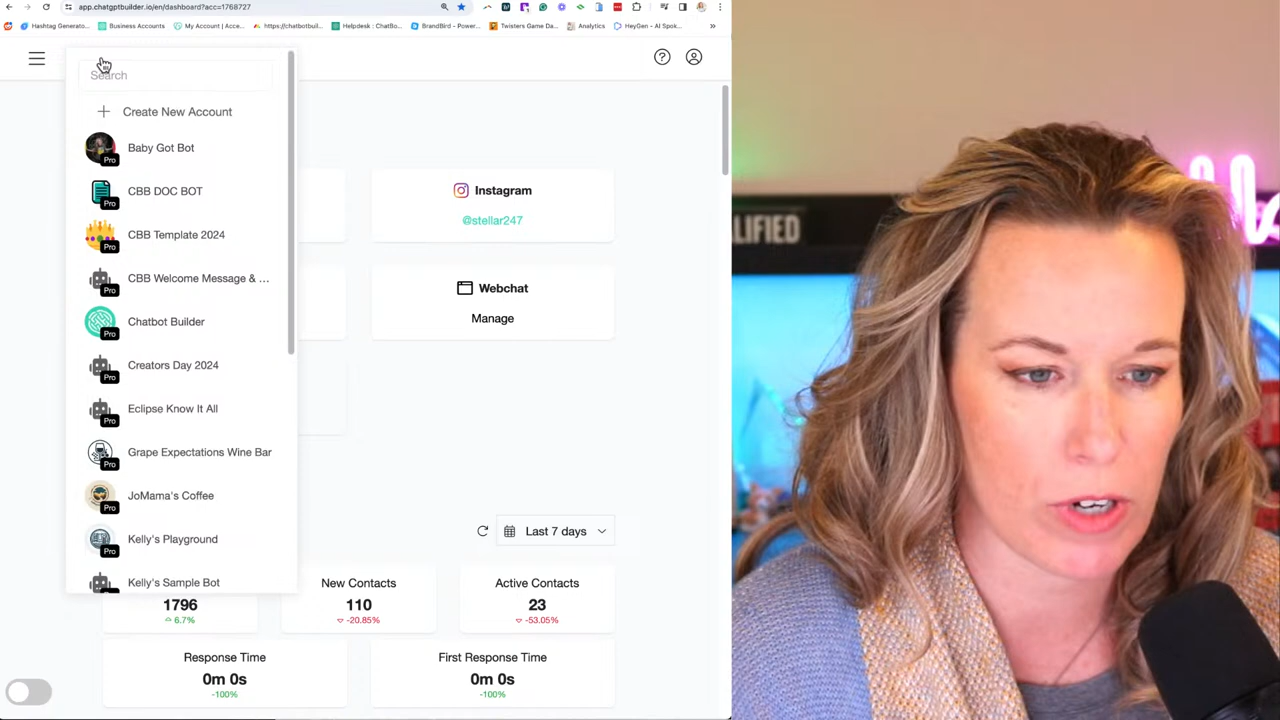 app.chatgptbuilder.io/en/dashboard?acc=1768727
Hashtag Generato...
Business Accounts
My Account | Acce...
https://chatbotbuil...
Helpdesk : ChatBo...
BrandBird - Power...
Twisters Game Da...
Analytics
HeyGen - AI Spok...
Search
Create New Account
Baby Got Bot
Pro
CBB DOC BOT
Pro
CBB Template 2024
Pro
CBB Welcome Message & ...
Pro
Chatbot Builder
Pro
Creators Day 2024
Pro
Eclipse Know It All
Pro
Grape Expectations Wine Bar
Pro
JoMama's Coffee
Pro
Kelly's Playground
Pro
Kelly's Sample Bot
Instagram
@stellar247
Webchat
Manage
Last 7 days
1796
6.7%
New Contacts
110
-20.85%
Active Contacts
23
-53.05%
Response Time
0m 0s
-100%
First Response Time
0m 0s
-100%
LIFIED